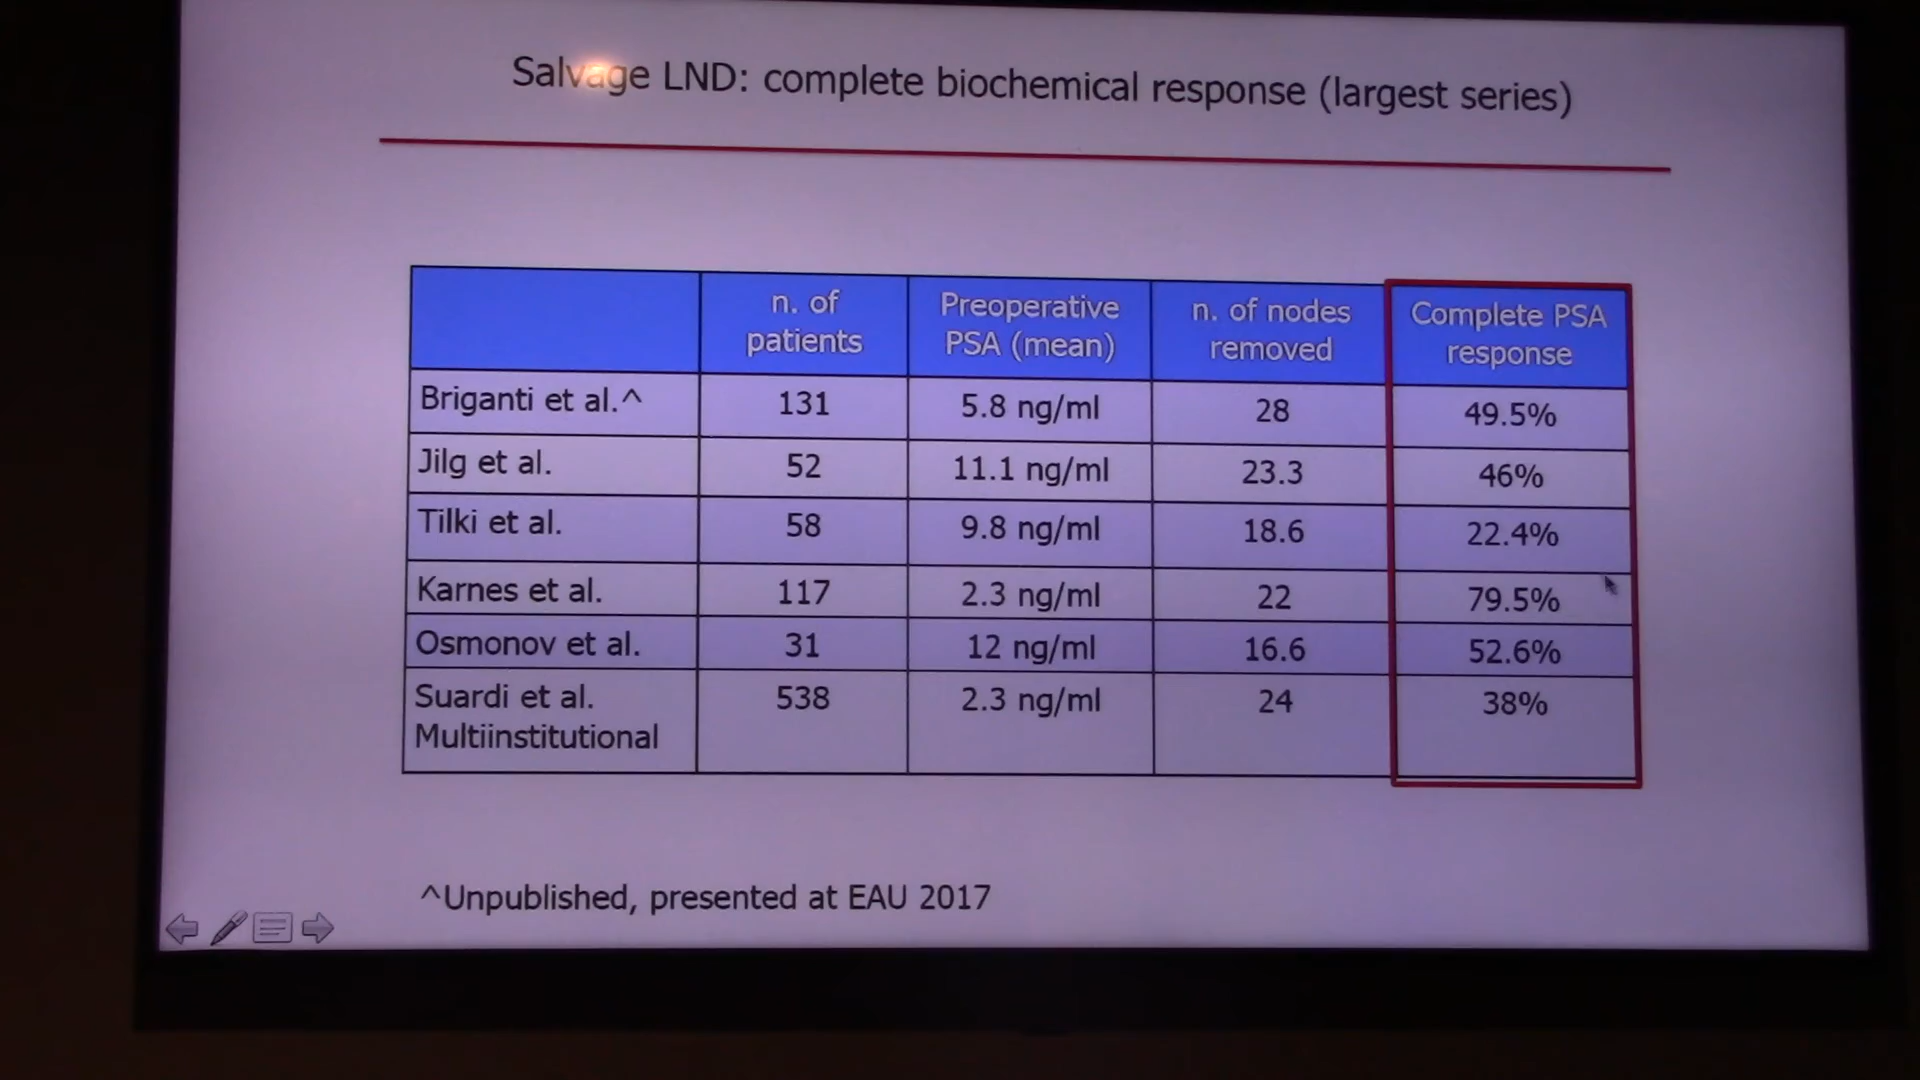 Salvage LND: complete biochemical response (largest series)
n. of patients
Preoperative PSA (mean)
n. of nodes removed
Complete PSA response
Briganti et al.^ 131 5.8 ng/ml 28 49.5%
Jilg et al. 52 11.1 ng/ml 23.3 46%
Tilki et al. 58 9.8 ng/ml 18.6 22.4%
Karnes et al. 117 2.3 ng/ml 22 79.5%
Osmonov et al. 31 12 ng/ml 16.6 52.6%
Suardi et al. 538 2.3 ng/ml 24 38%
Multiinstitutional
^Unpublished, presented at EAU 2017